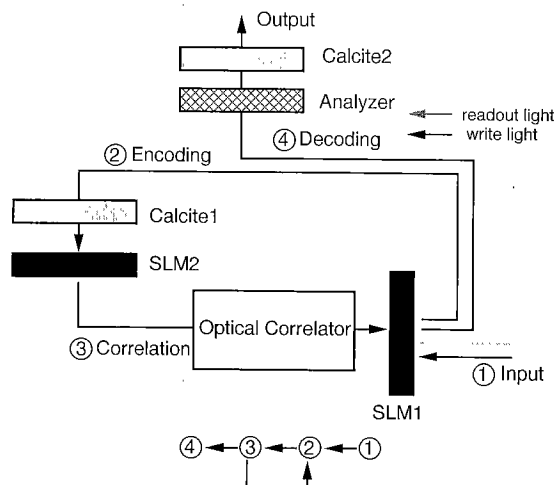 Output
Calcite2
Analyzer
readout light
write light
④ Decoding
② Encoding
Calcite1
SLM2
Optical Correlator
③ Correlation
① Input
SLM1
④ ③ ② ①